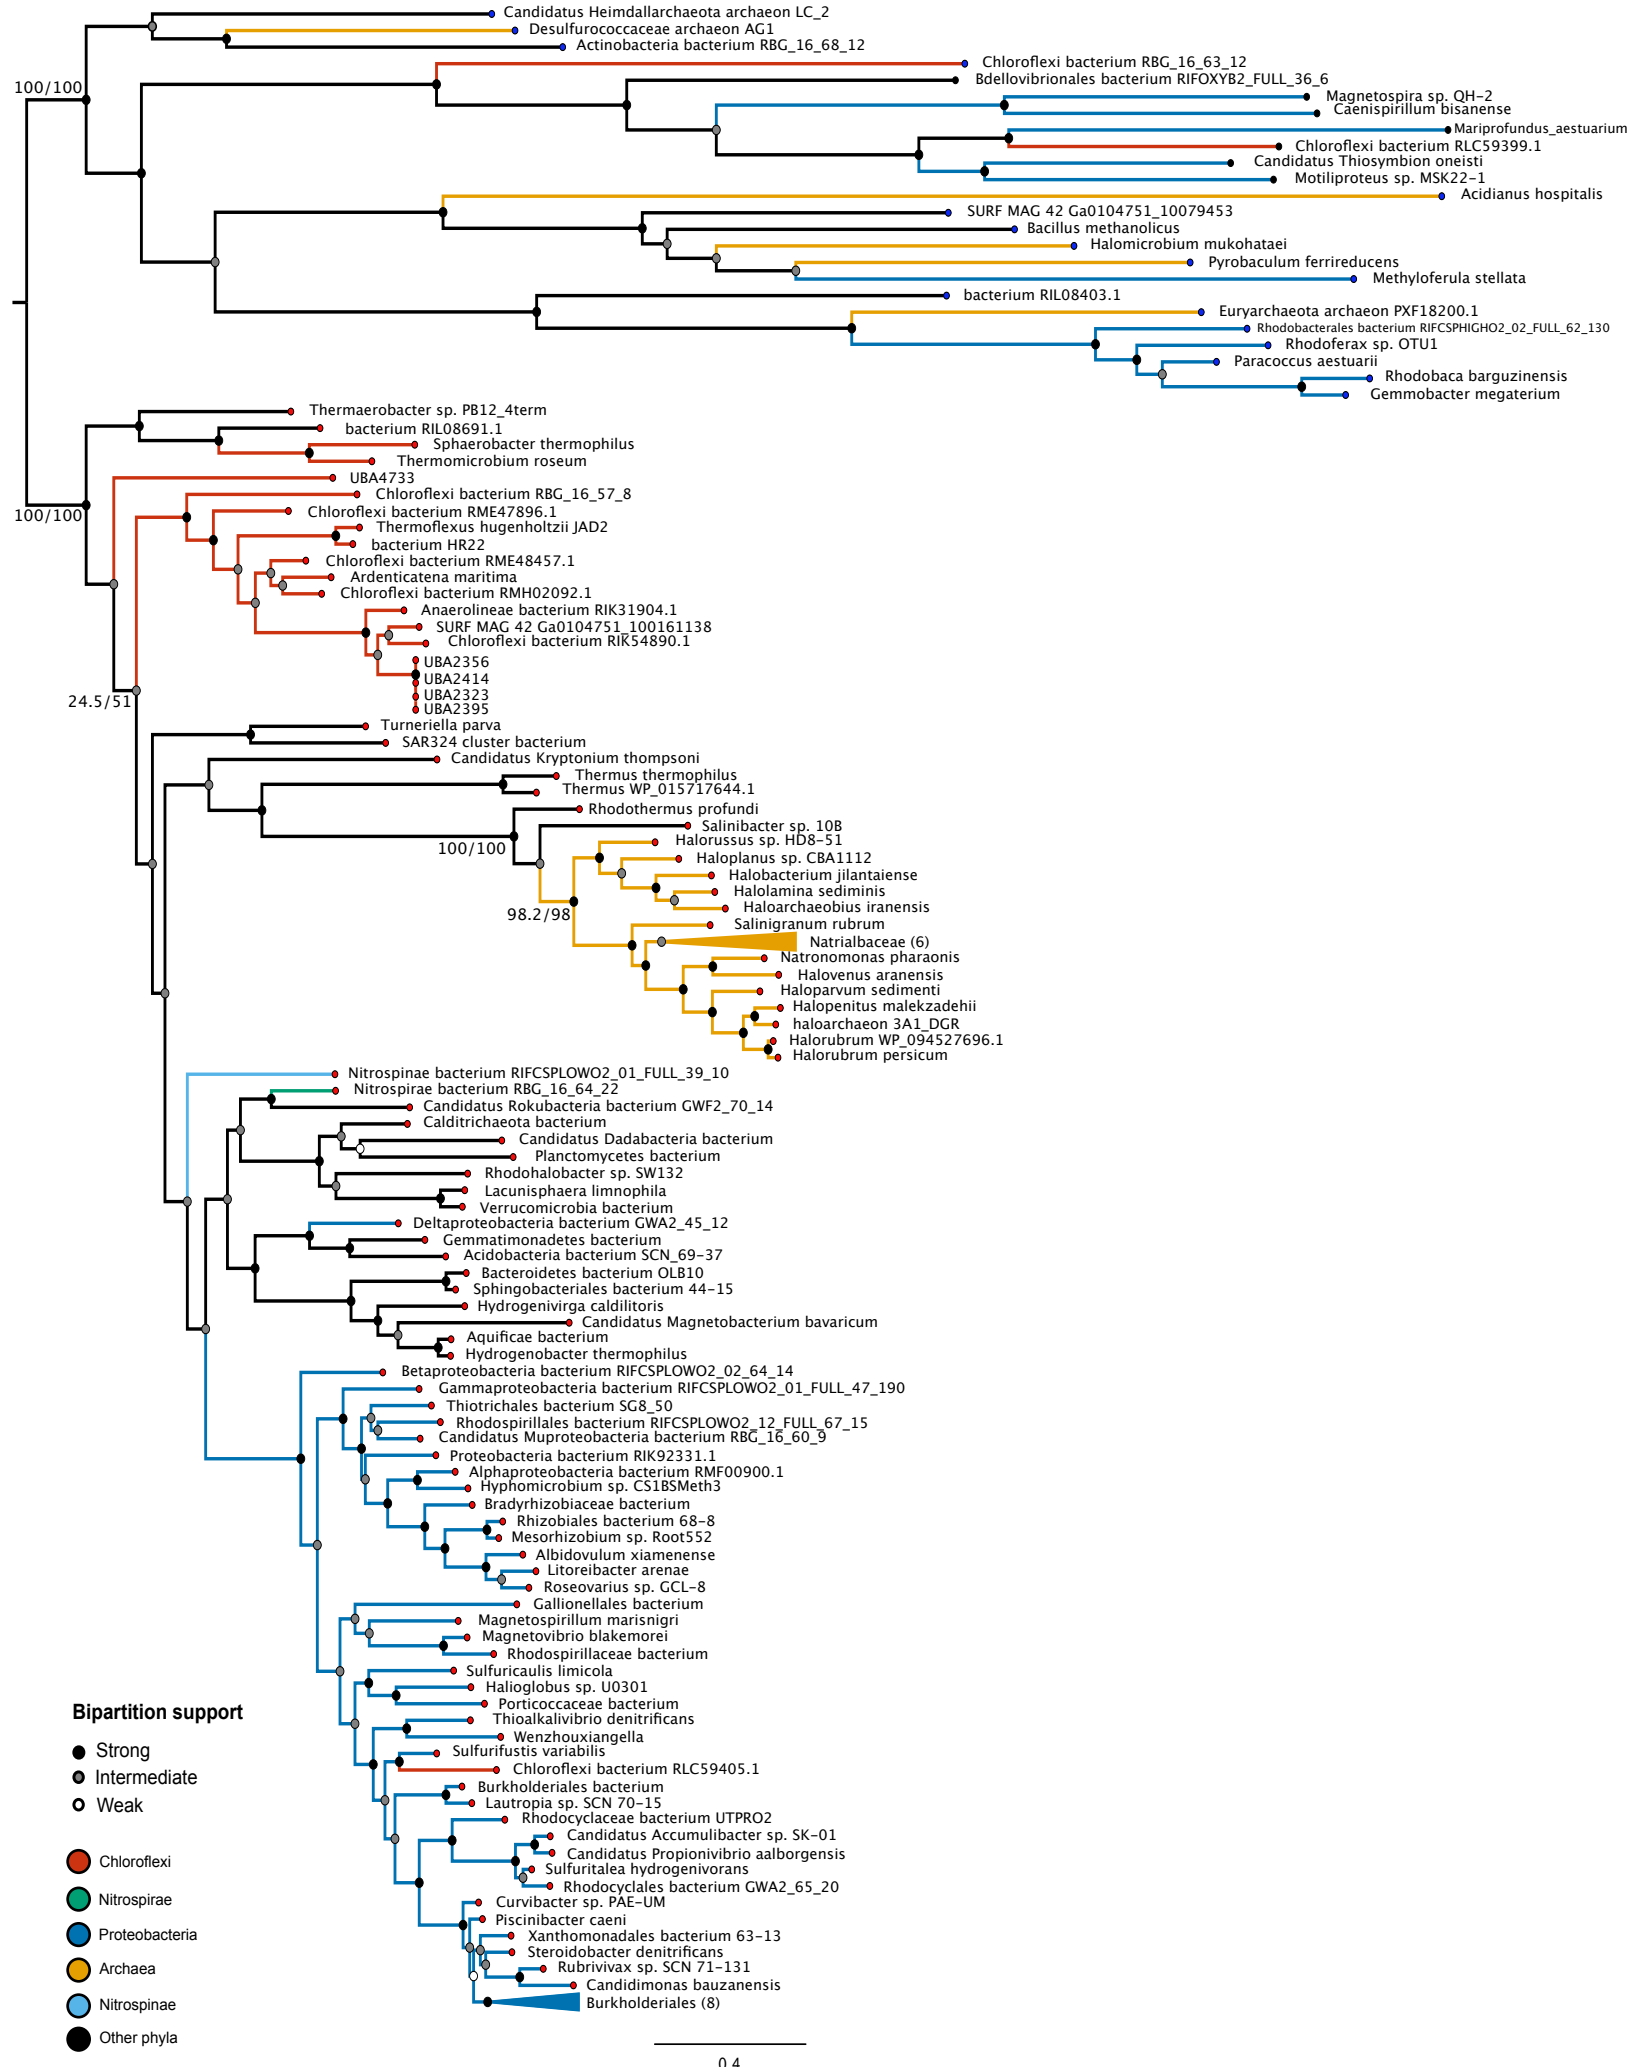 Candidatus Heimdallarchaeota archaeon LC_2
Desulfurococcaceae archaeon AG1
Actinobacteria bacterium RBG_16_68_12
Chloroflexi bacterium RBG_16_63_12
Bdellovibrionales bacterium RIFOXYB2_FULL_36_6
100/100
Magnetospira sp. QH-2
Caenispirillum bisanense
Mariprofundus_aestuarium
Chloroflexi bacterium RLC59399.1
Candidatus Thiosymbion oneisti
Motiliproteus sp. MSK22-1
Acidianus hospitalis
SURF MAG 42 Ga0104751_10079453
Bacillus methanolicus
Halomicrobium mukohataei
Pyrobaculum ferrireducens
Methyloferula stellata
bacterium RIL08403.1
Euryarchaeota archaeon PXF18200.1
Rhodobacterales bacterium RIFCSPHIGHO2_02_FULL_62_130
Rhodoferax sp. OTU1
Paracoccus aestuarii
Rhodobaca barguzinensis
Gemmobacter megaterium
Thermaerobacter sp. PB12_4term
bacterium RIL08691.1
Sphaerobacter thermophilus
Thermomicrobium roseum
UBA4733
Chloroflexi bacterium RBG_16_57_8
100/100
Chloroflexi bacterium RME47896.1
Thermoflexus hugenholtzii JAD2
bacterium HR22
Chloroflexi bacterium RME48457.1
Ardenticatena maritima
Chloroflexi bacterium RMH02092.1
Anaerolineae bacterium RIK31904.1
SURF MAG 42 Ga0104751_100161138
Chloroflexi bacterium RIK54890.1
UBA2356
UBA2414
UBA2323
24.5/51
UBA2395
Turneriella parva
SAR324 cluster bacterium
Candidatus Kryptonium thompsoni
Thermus thermophilus
Thermus WP_015717644.1
Rhodothermus profundi
Salinibacter sp. 10B
Halorussus sp. HD8-51
100/100
Haloplanus sp. CBA1112
Halobacterium jilantaiense
Halolamina sediminis
Haloarchaeobius iranensis
98.2/98
Salinigranum rubrum
Natrialbaceae (6)
Natronomonas pharaonis
Halovenus aranensis
Haloparvum sedimenti
Halopenitus malekzadehii
haloarchaeon 3A1_DGR
Halorubrum WP_094527696.1
Halorubrum persicum
Nitrospinae bacterium RIFCSPLOWO2_01_FULL_39_10
Nitrospirae bacterium RBG_16_64_22
Candidatus Rokubacteria bacterium GWF2_70_14
Calditrichaeota bacterium
Candidatus Dadabacteria bacterium
Planctomycetes bacterium
Rhodohalobacter sp. SW132
Lacunisphaera limnophila
Verrucomicrobia bacterium
Deltaproteobacteria bacterium GWA2_45_12
Gemmatimonadetes bacterium
Acidobacteria bacterium SCN_69-37
Bacteroidetes bacterium OLB10
Sphingobacteriales bacterium 44-15
Hydrogenivirga caldilitoris
Candidatus Magnetobacterium bavaricum
Aquificae bacterium
Hydrogenobacter thermophilus
Betaproteobacteria bacterium RIFCSPLOWO2_02_64_14
Gammaproteobacteria bacterium RIFCSPLOWO2_01_FULL_47_190
Thiotrichales bacterium SG8_50
Rhodospirillales bacterium RIFCSPLOWO2_12_FULL_67_15
Candidatus Muproteobacteria bacterium RBG_16_60_9
Proteobacteria bacterium RIK92331.1
Alphaproteobacteria bacterium RMF00900.1
Hyphomicrobium sp. CS1BSMeth3
Bradyrhizobiaceae bacterium
Rhizobiales bacterium 68-8
Mesorhizobium sp. Root552
Albidovulum xiamenense
Litoreibacter arenae
Roseovarius sp. GCL-8
Gallionellales bacterium
Magnetospirillum marisnigri
Magnetovibrio blakemorei
Rhodospirillaceae bacterium
Sulfuricaulis limicola
Halioglobus sp. U0301
Porticoccaceae bacterium
Thioalkalivibrio denitrificans
Wenzhouxiangella
Sulfurifustis variabilis
Chloroflexi bacterium RLC59405.1
Burkholderiales bacterium
Lautropia sp. SCN 70-15
Rhodocyclaceae bacterium UTPRO2
Candidatus Accumulibacter sp. SK-01
Candidatus Propionivibrio aalborgensis
Sulfuritalea hydrogenivorans
Rhodocyclales bacterium GWA2_65_20
Curvibacter sp. PAE-UM
Piscinibacter caeni
Xanthomonadales bacterium 63-13
Steroidobacter denitrificans
Rubrivivax sp. SCN 71-131
Candidimonas bauzanensis
Burkholderiales (8)
Bipartition support
Strong
Intermediate
Weak
Chloroflexi
Nitrospirae
Proteobacteria
Archaea
Nitrospinae
Other phyla
0.4